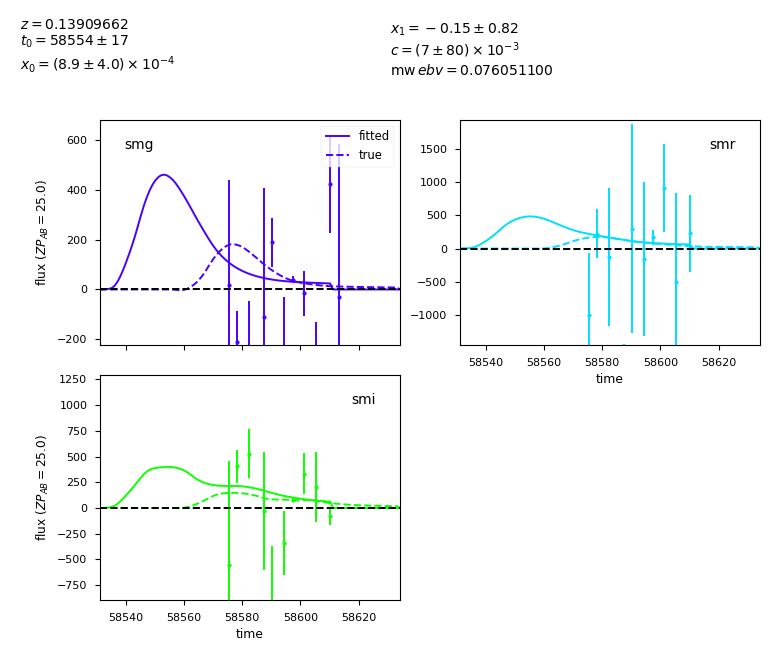 z = 0.13909662
t0 = 58554 ± 17
x0 = (8.9 ± 4.0) × 10^−4
x1 = −0.15 ± 0.82
c = (7 ± 80) × 10^−3
mw ebv = 0.076051100
smg
fitted
true
flux (ZP_AB = 25.0)
600
400
200
0
−200
smr
1500
1000
500
0
−500
−1000
58540 58560 58580 58600 58620
time
smi
flux (ZP_AB = 25.0)
1250
1000
750
500
250
0
−250
−500
−750
58540 58560 58580 58600 58620
time